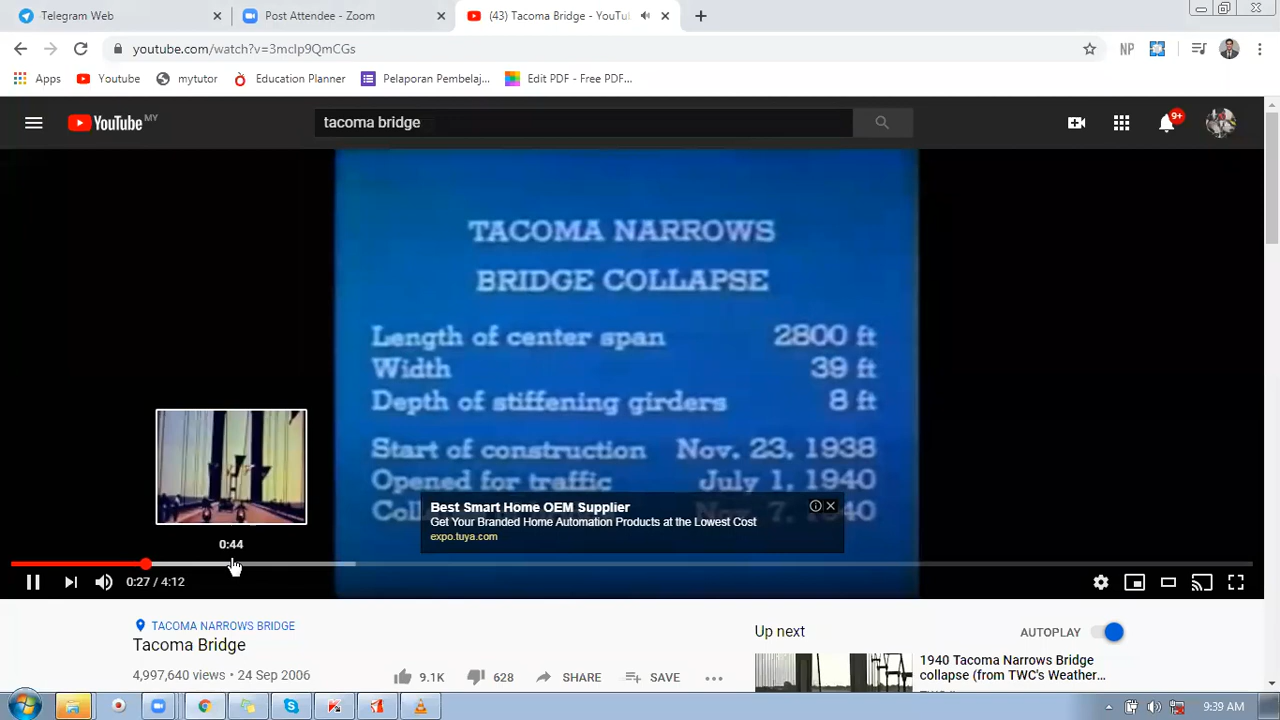 Telegram Web
Post Attendee - Zoom
(43) Tacoma Bridge - YouTu
youtube.com/watch?v=3mclp9QmCGs
NP
Apps
Youtube
mytutor
Education Planner
Pelaporan Pembelaj...
Edit PDF - Free PDF...
YouTube MY
tacoma bridge
9+
TACOMA NARROWS
BRIDGE COLLAPSE
Length of center span 2800 ft
Width 39 ft
Depth of stiffening girders 8 ft
Start of construction Nov. 23, 1938
Opened for traffic July 1, 1940
Nov. 7, 1940
Best Smart Home OEM Supplier
Get Your Branded Home Automation Products at the Lowest Cost
expo.tuya.com
0:44
0:27 / 4:12
TACOMA NARROWS BRIDGE
Tacoma Bridge
4,997,640 views • 24 Sep 2006
9.1K
628
SHARE
SAVE
Up next
AUTOPLAY
1940 Tacoma Narrows Bridge
collapse (from TWC's Weather...
9:39 AM